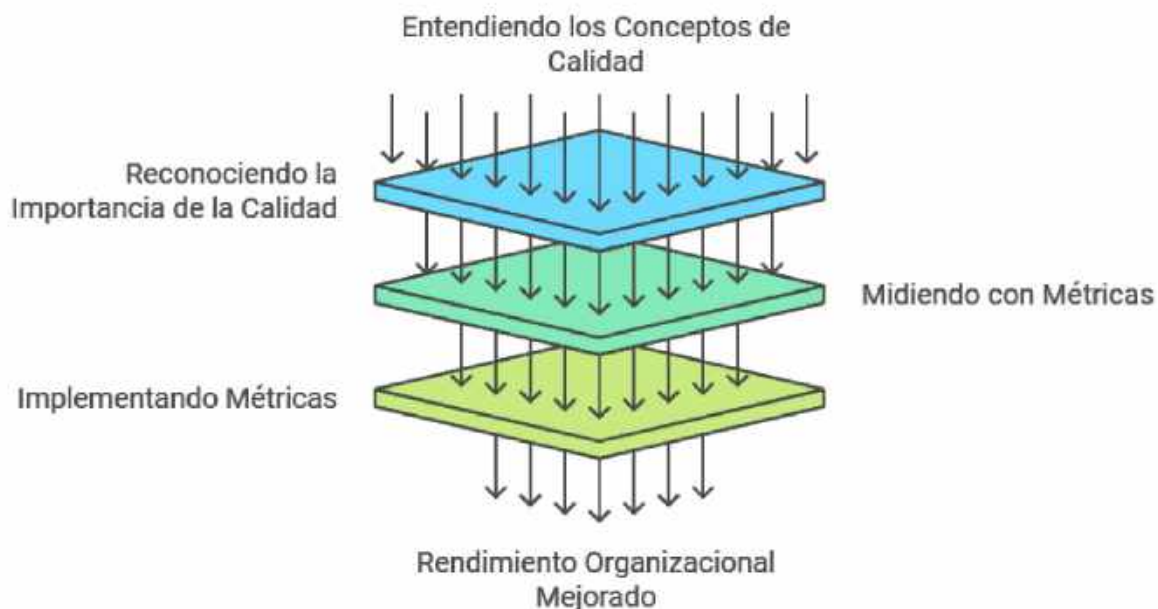 Entendiendo los Conceptos de
Calidad
Reconociendo la
Importancia de la Calidad
Midiendo con Métricas
Implementando Métricas
Rendimiento Organizacional
Mejorado